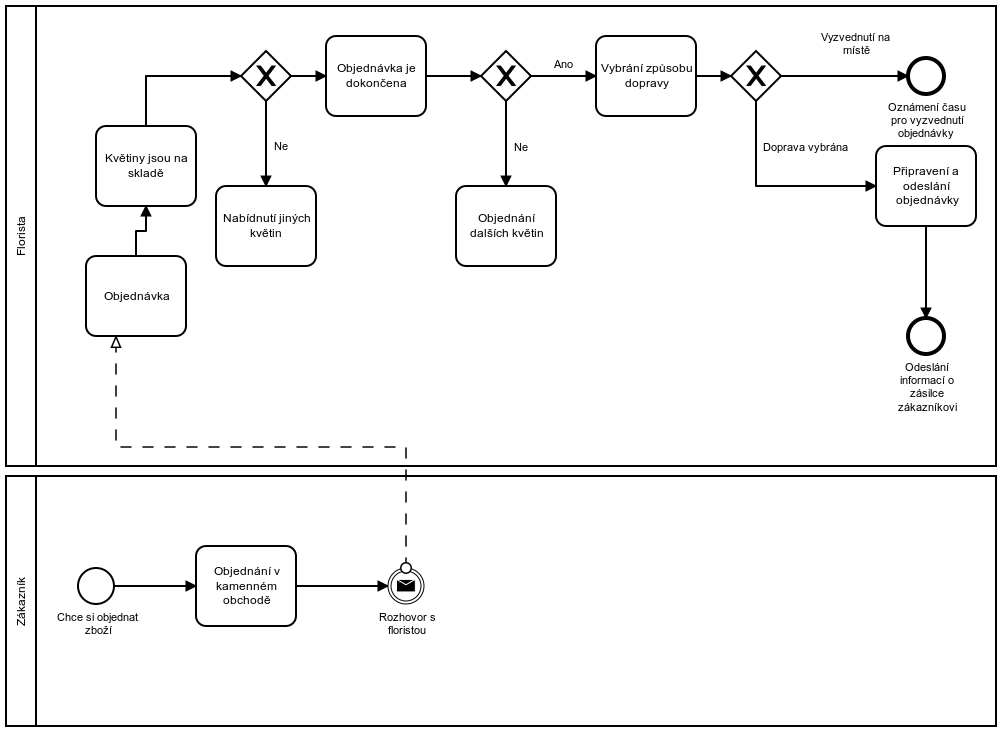 Florista
Květiny jsou na
skladě
Objednávka
Ne
Nabídnutí jiných
květin
Objednávka je
dokončena
Ano
Ne
Objednání
dalších květin
Vybrání způsobu
dopravy
Vyzvednutí na
místě
Oznámení času
pro vyzvednutí
objednávky
Doprava vybrána
Připravení a
odeslání
objednávky
Odeslání
informací o
zásilce
zákazníkovi
Zákazník
Chce si objednat
zboží
Objednání v
kamenném
obchodě
Rozhovor s
floristou